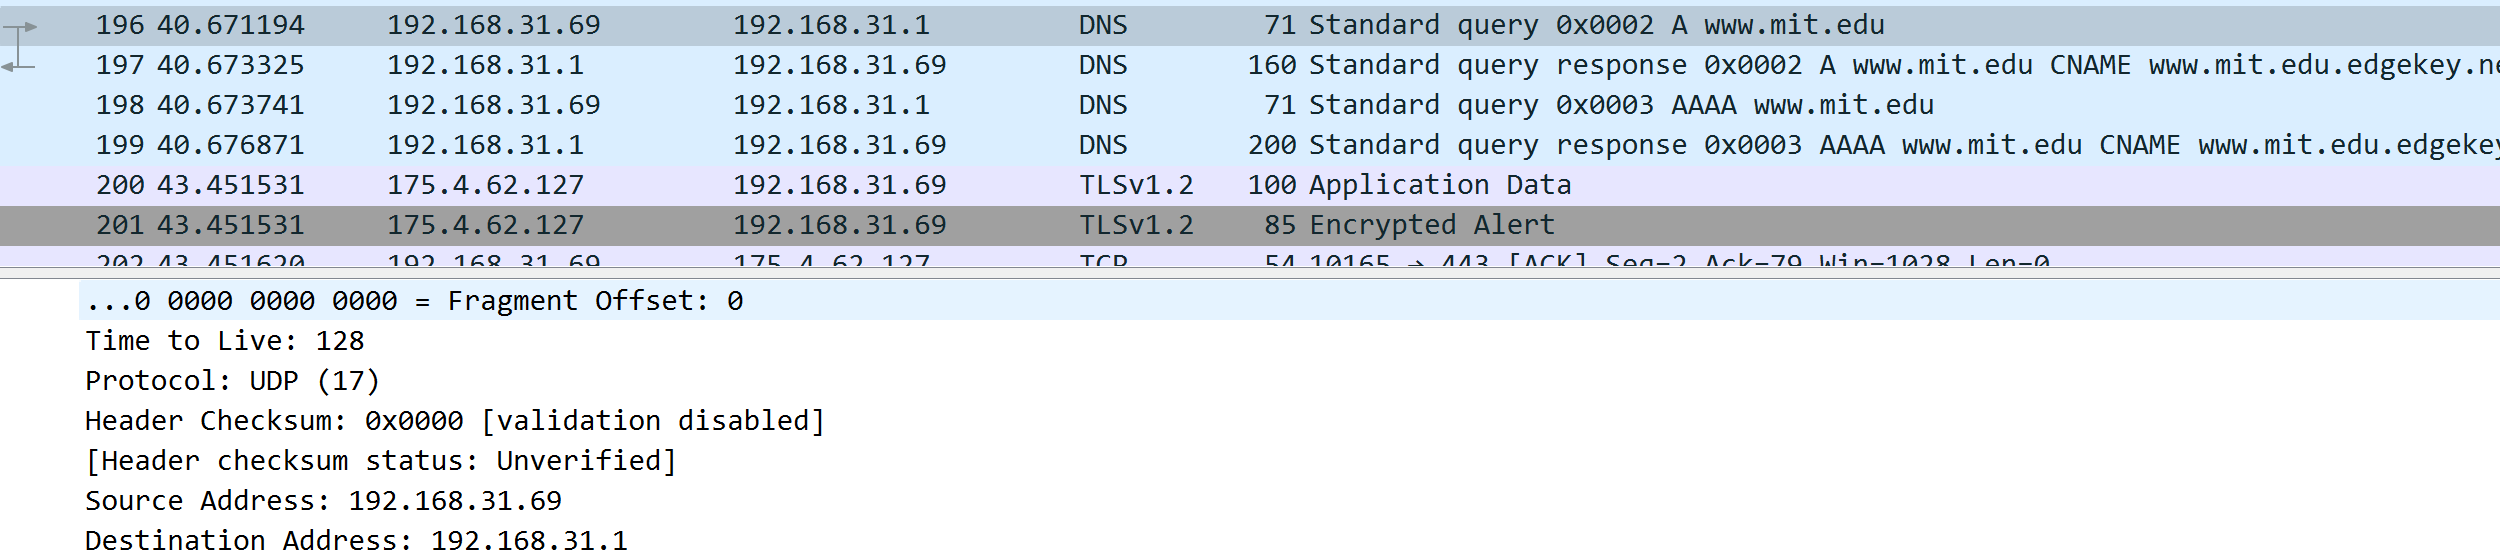 196 40.671194 192.168.31.69 192.168.31.1 DNS 71 Standard query 0x0002 A www.mit.edu
197 40.673325 192.168.31.1 192.168.31.69 DNS 160 Standard query response 0x0002 A www.mit.edu CNAME www.mit.edu.edgekey.ne
198 40.673741 192.168.31.69 192.168.31.1 DNS 71 Standard query 0x0003 AAAA www.mit.edu
199 40.676871 192.168.31.1 192.168.31.69 DNS 200 Standard query response 0x0003 AAAA www.mit.edu CNAME www.mit.edu.edgekey
200 43.451531 175.4.62.127 192.168.31.69 TLSv1.2 100 Application Data
201 43.451531 175.4.62.127 192.168.31.69 TLSv1.2 85 Encrypted Alert
202 43.451620 192.168.31.69 175.4.62.127 TCP 54 10165 → 443 [ACK] Seq=2 Ack=79 Win=1028 Len=0
...0 0000 0000 0000 = Fragment Offset: 0
Time to Live: 128
Protocol: UDP (17)
Header Checksum: 0x0000 [validation disabled]
[Header checksum status: Unverified]
Source Address: 192.168.31.69
Destination Address: 192.168.31.1